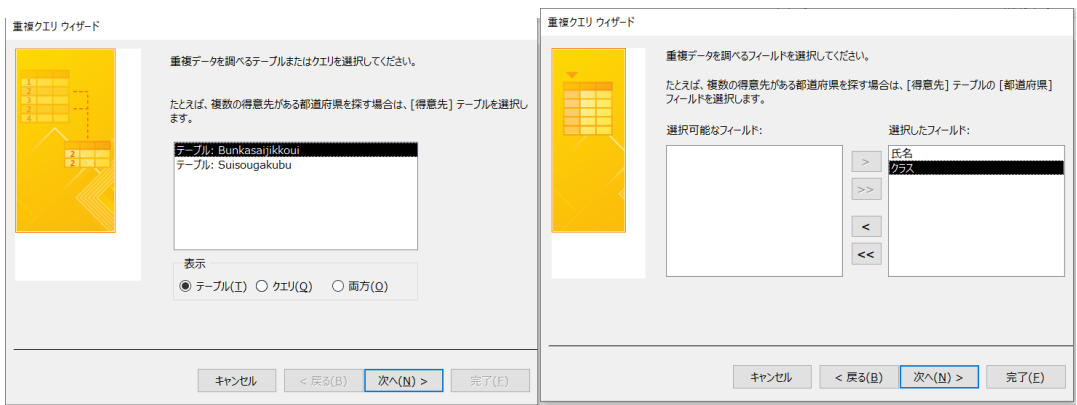 重複クエリ ウィザード
重複データを調べるテーブルまたはクエリを選択してください。
たとえば、複数の得意先がある都道府県を探す場合は、[得意先] テーブルを選択し
ます。
1
2
3
2
4
2
2
テーブル: Bunkasaijikkoui
テーブル: Suisougakubu
表示
テーブル(T)
クエリ(Q)
両方(O)
キャンセル
< 戻る(B)
次へ(N) >
完了(F)
重複クエリ ウィザード
重複データを調べるフィールドを選択してください。
たとえば、複数の得意先がある都道府県を探す場合は、[得意先] テーブルの [都道府県]
フィールドを選択します。
選択可能なフィールド:
選択したフィールド:
氏名
クラス
>
>>
<
<<
キャンセル
< 戻る(B)
次へ(N) >
完了(F)